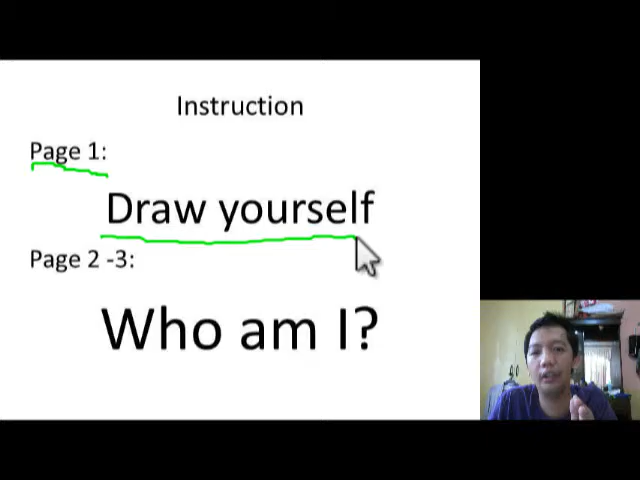 Instruction
Page 1:
Draw yourself
Page 2 -3:
Who am I?